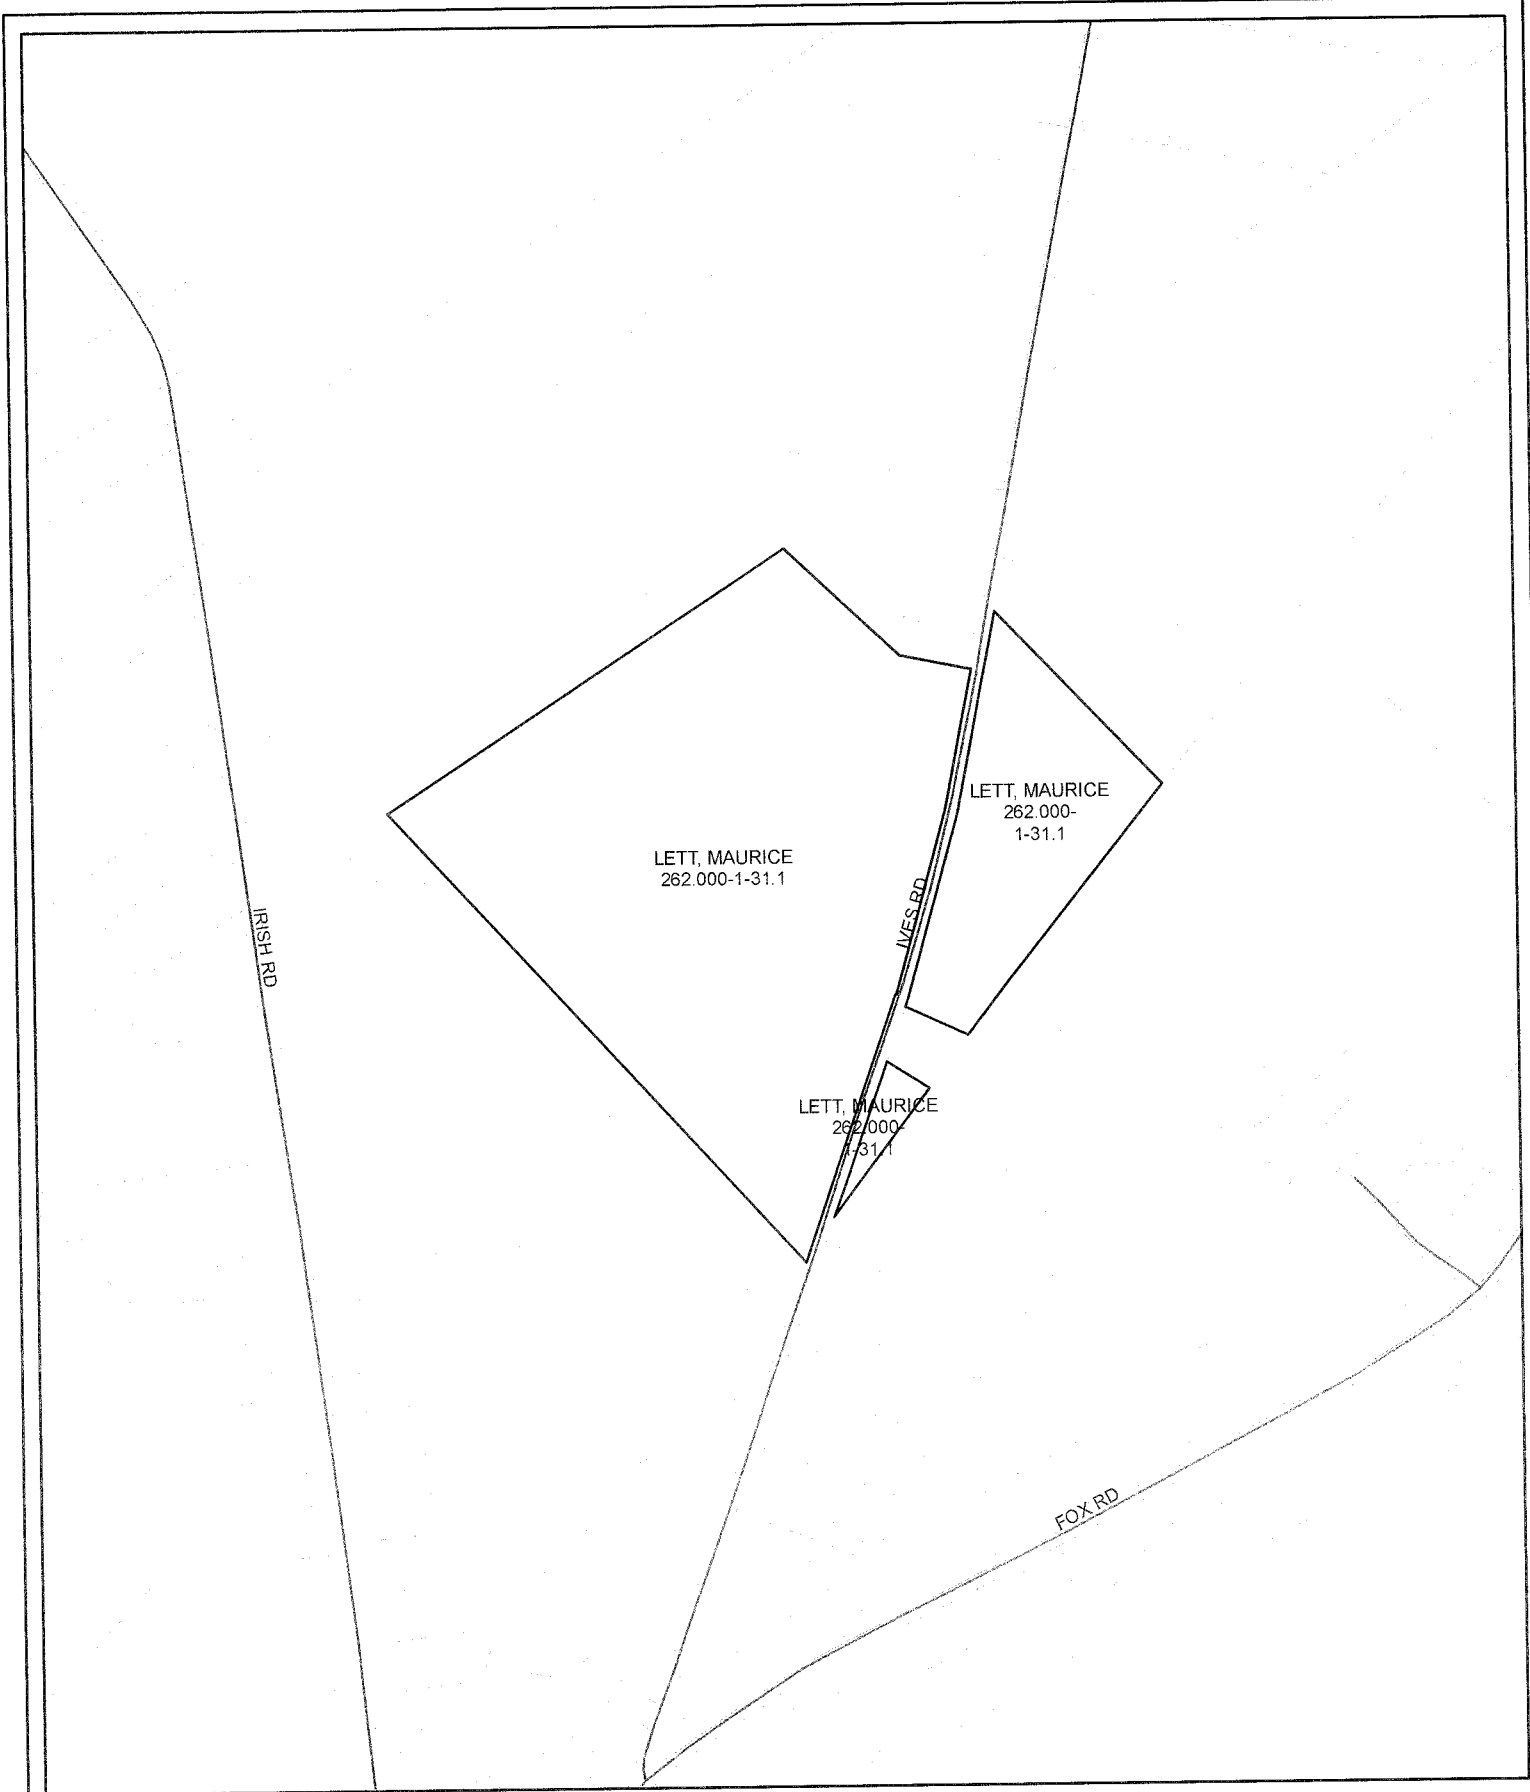 LETT, MAURICE
262.000-
1-31.1
LETT, MAURICE
262.000-1-31.1
IVES RD
IRISH RD
LETT, MAURICE
262.000-
1-31.1
FOX RD